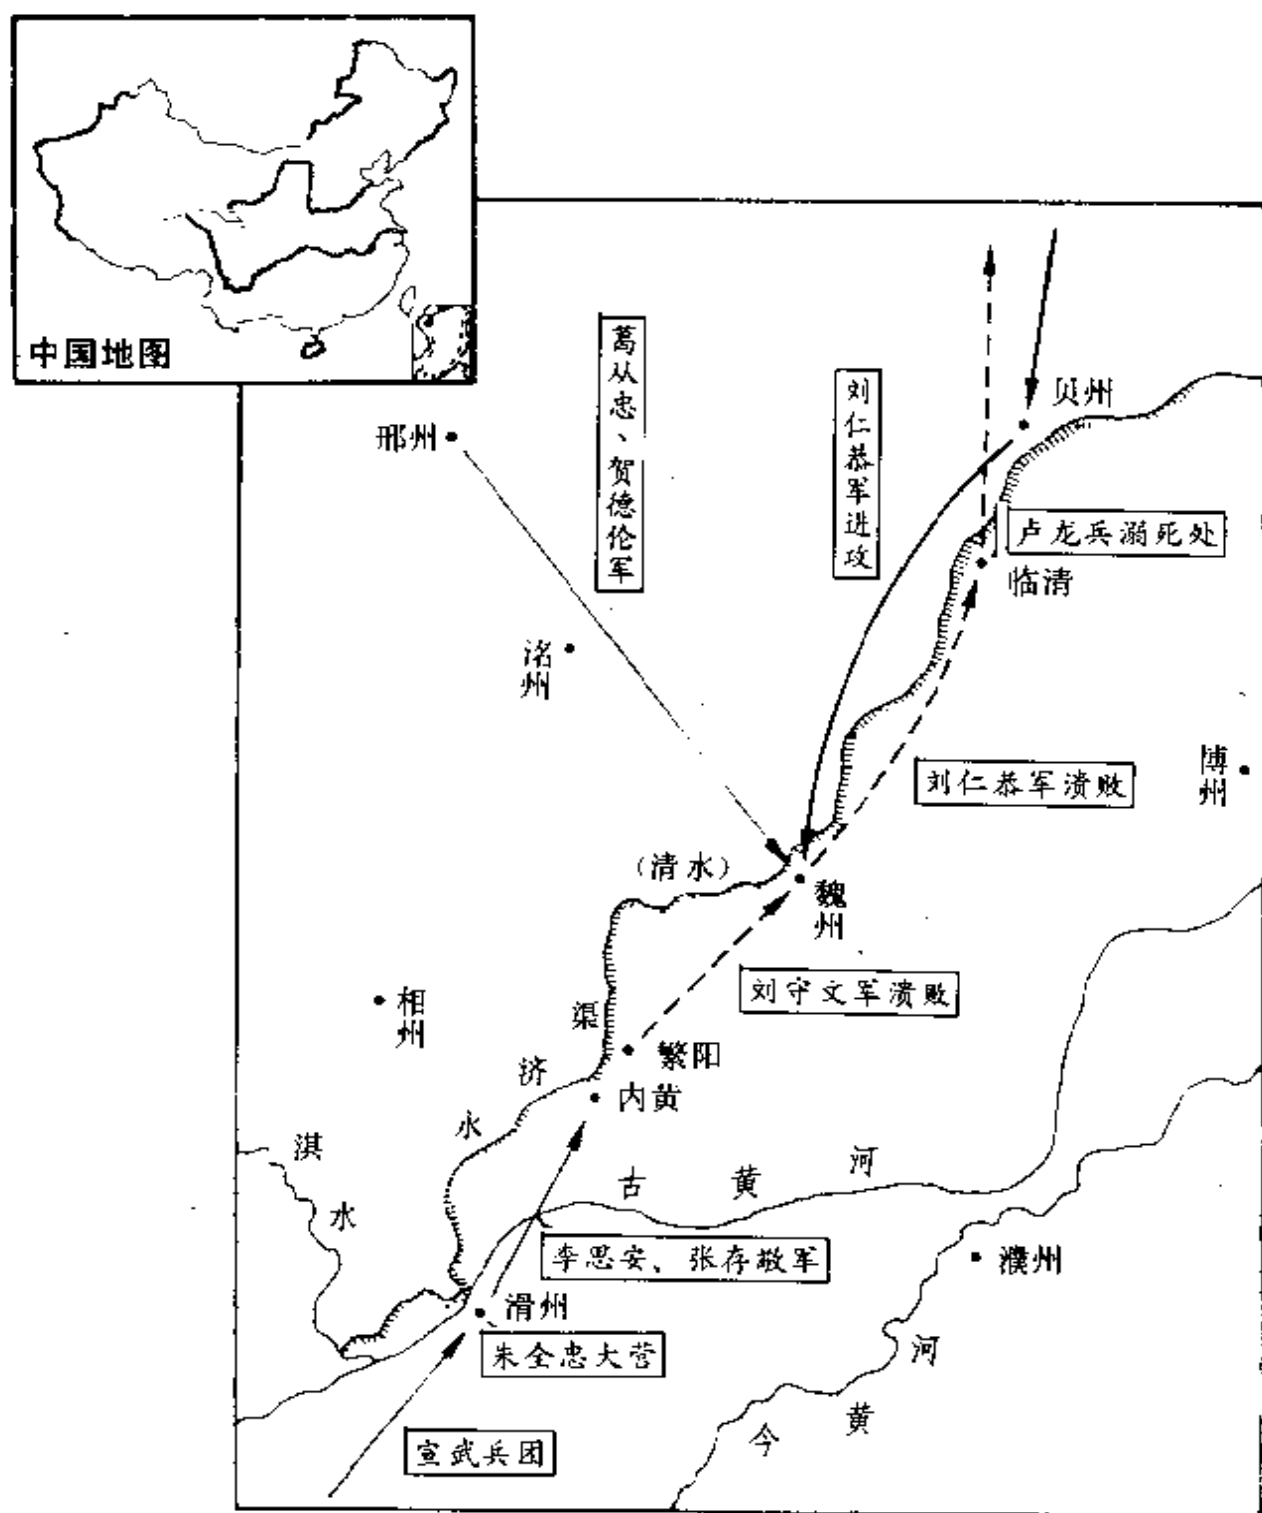 中国地图
葛从忠、贺德伦军
刘仁恭军进攻
贝州
邢州
卢龙兵溺死处
临清
洺州
博州
刘仁恭军溃败
（清水）
魏州
刘守文军溃败
相州
繁阳
内黄
永济渠
淇水
古黄河
李思安、张存敬军
濮州
滑州
朱全忠大营
今黄河
宣武兵团